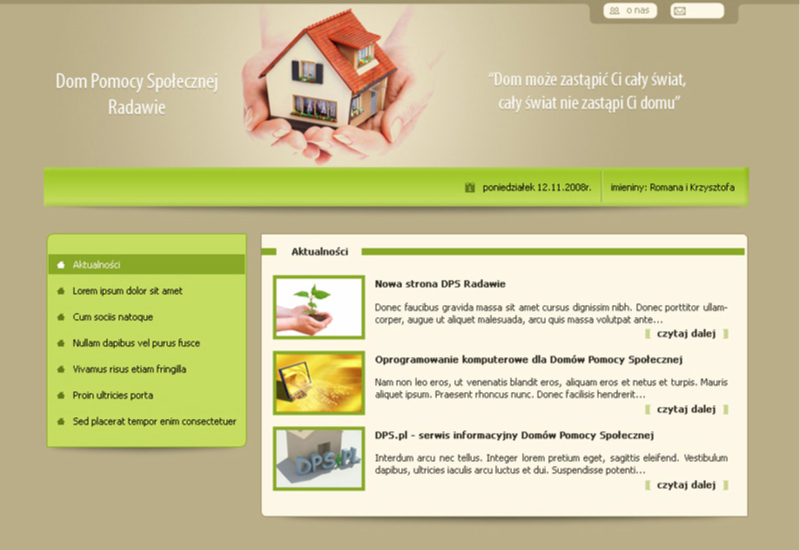 o nas
Dom Pomocy Społecznej
Radawie
"Dom może zastąpić Ci cały świat,
cały świat nie zastąpi Ci domu"
poniedziałek 12.11.2008r.
imieniny: Romana i Krzysztofa
Aktualności
Lorem ipsum dolor sit amet
Cum sociis natoque
Nullam dapibus vel purus fusce
Vivamus risus etiam fringilla
Proin ultricies porta
Sed placerat tempor enim consectetuer
Aktualności
Nowa strona DPS Radawie
Donec faucibus gravida massa sit amet cursus dignissim nibh. Donec porttitor ullam-
corper, augue ut aliquet malesuada, arcu quis massa volutpat ante...
czytaj dalej
Oprogramowanie komputerowe dla Domów Pomocy Społecznej
Nam non leo eros, ut venenatis blandit eros, aliquam eros et netus et turpis. Mauris
aliquet ipsum. Praesent rhoncus nunc. Donec facilisis hendrerit...
czytaj dalej
DPS.PL
DPS.pl - serwis informacyjny Domów Pomocy Społecznej
Interdum arcu nec tellus. Integer lorem pretium eget, sagittis eleifend. Vestibulum
dapibus, ultricies iaculis arcu luctus et dui. Suspendisse potenti...
czytaj dalej